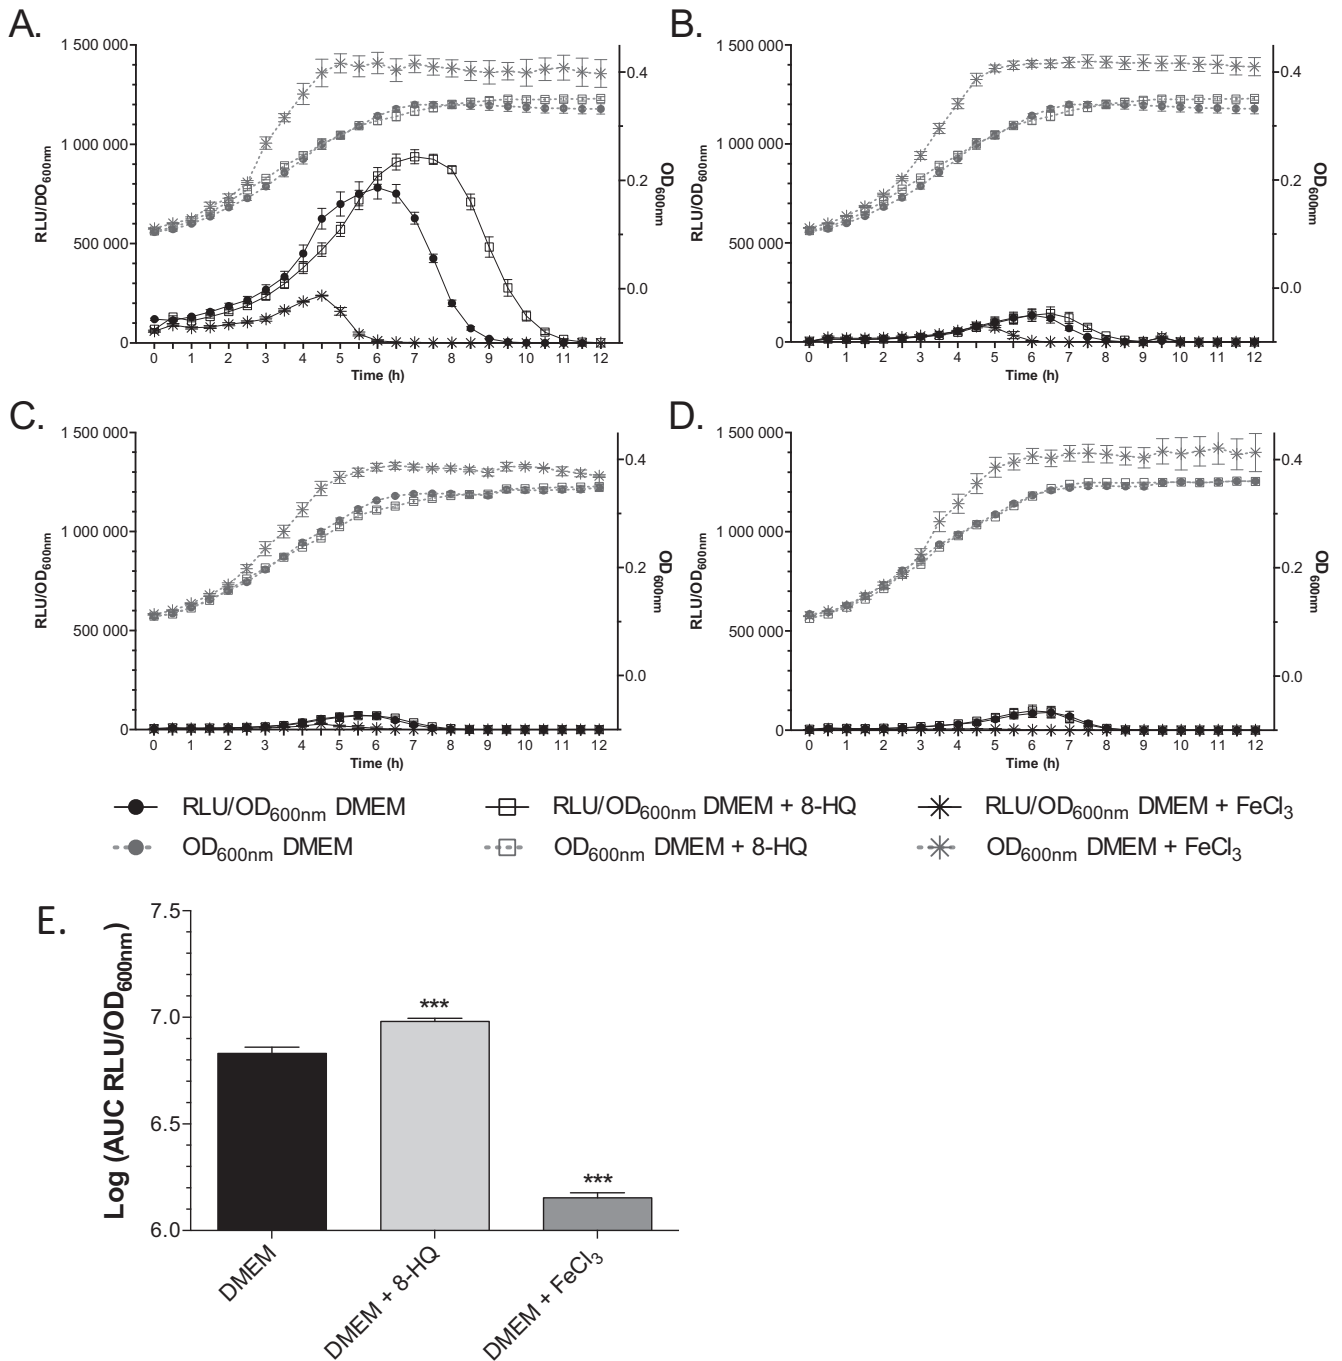 A.
1 500 000
1 000 000
500 000
0
RLU/DO600nm
0.4
0.2
0.0
OD600nm
0 1 2 3 4 5 6 7 8 9 10 11 12
Time (h)
B.
1 500 000
1 000 000
500 000
0
RLU/OD600nm
0.4
0.2
0.0
OD600nm
0 1 2 3 4 5 6 7 8 9 10 11 12
Time (h)
C.
1 500 000
1 000 000
500 000
0
RLU/OD600nm
0.4
0.2
0.0
OD600nm
0 1 2 3 4 5 6 7 8 9 10 11 12
Time (h)
D.
1 500 000
1 000 000
500 000
0
RLU/OD600nm
0.4
0.2
0.0
OD600nm
0 1 2 3 4 5 6 7 8 9 10 11 12
Time (h)
RLU/OD600nm DMEM
RLU/OD600nm DMEM + 8-HQ
RLU/OD600nm DMEM + FeCl3
OD600nm DMEM
OD600nm DMEM + 8-HQ
OD600nm DMEM + FeCl3
E.
Log (AUC RLU/OD600nm)
7.5
7.0
6.5
6.0
***
***
DMEM
DMEM + 8-HQ
DMEM + FeCl3